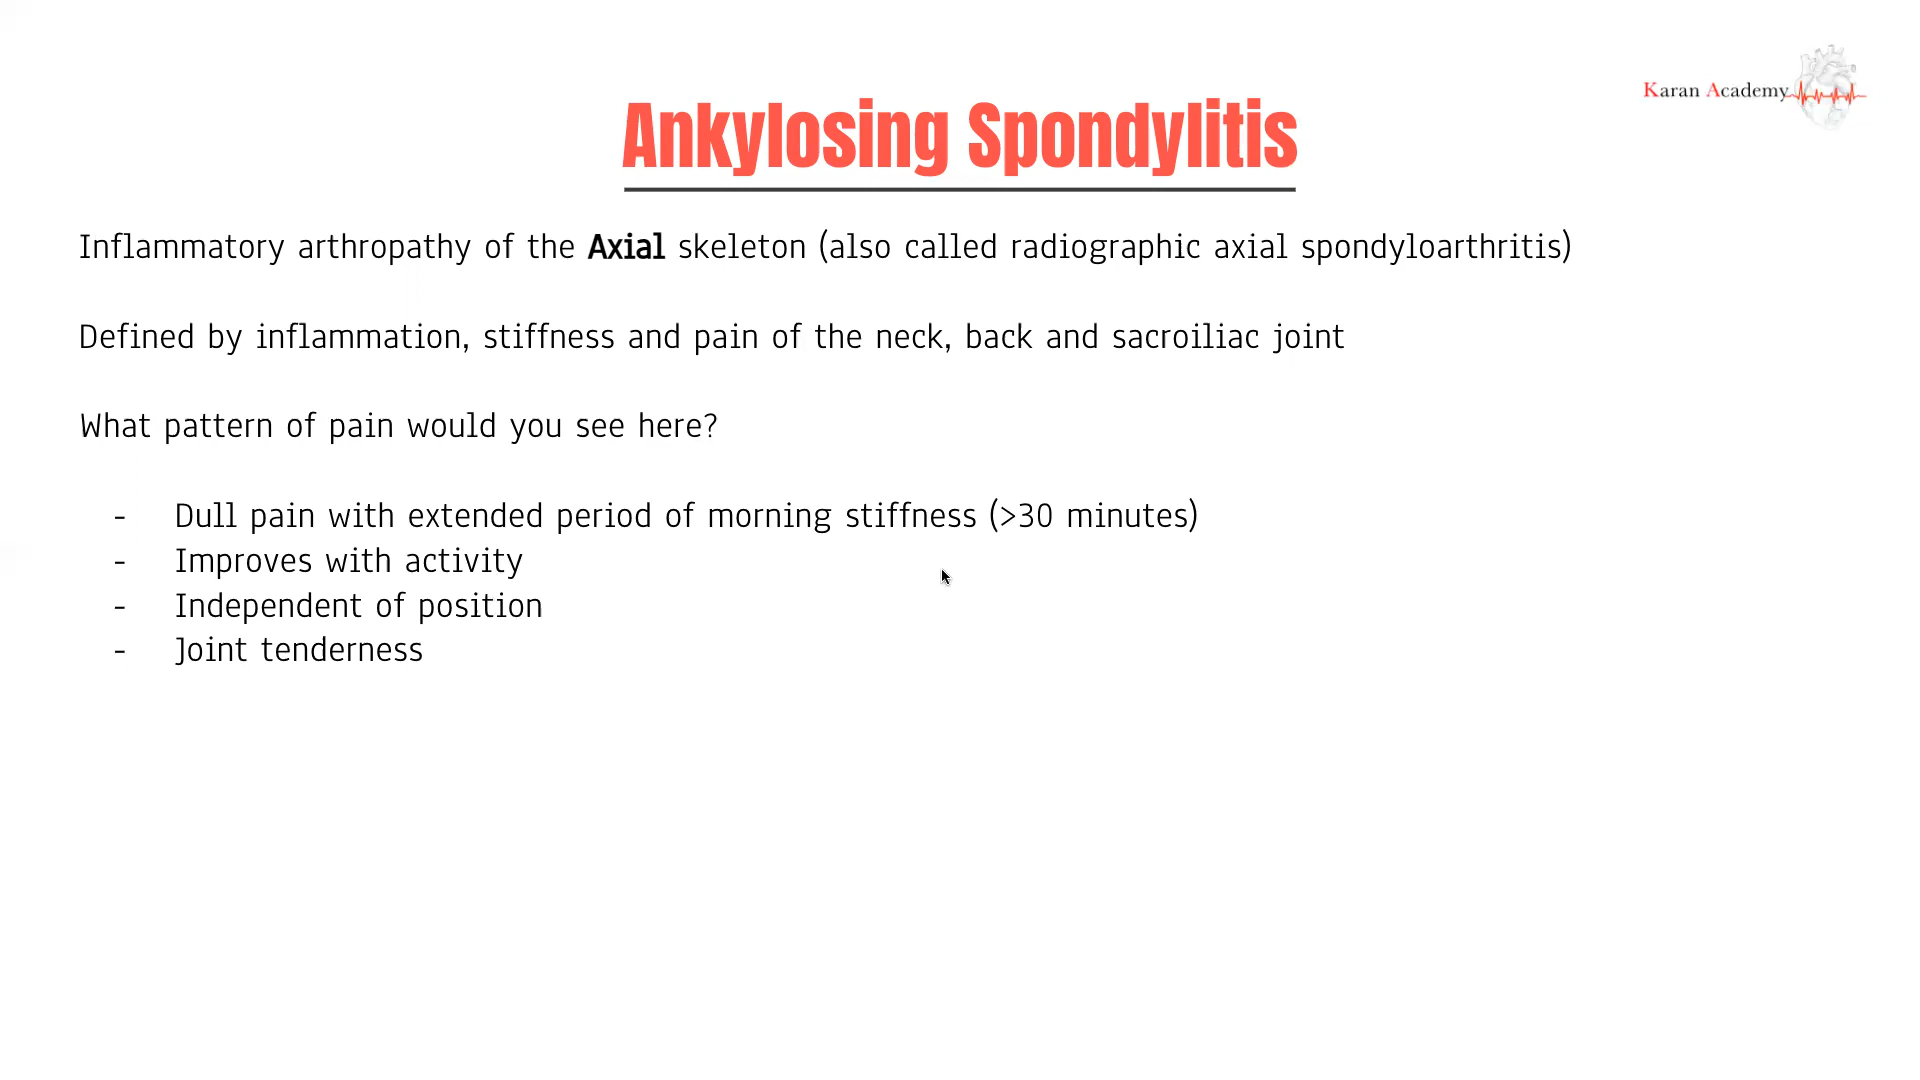 Karan Academy
Ankylosing Spondylitis
Inflammatory arthropathy of the Axial skeleton (also called radiographic axial spondyloarthritis)
Defined by inflammation, stiffness and pain of the neck, back and sacroiliac joint
What pattern of pain would you see here?
- Dull pain with extended period of morning stiffness (>30 minutes)
- Improves with activity
- Independent of position
- Joint tenderness